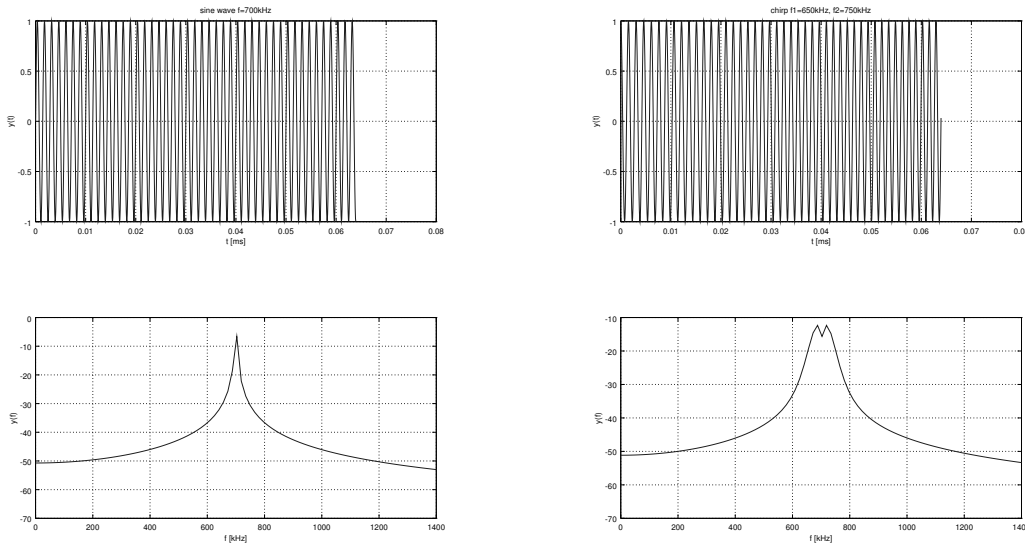 sine wave f=700kHz
1
0.5
0
-0.5
-1
y(t)
0 0.01 0.02 0.03 0.04 0.05 0.06 0.07 0.08
t [ms]
chirp f1=650kHz, f2=750kHz
1
0.5
0
-0.5
-1
y(t)
0 0.01 0.02 0.03 0.04 0.05 0.06 0.07 0.0
t [ms]
0
-10
-20
-30
-40
-50
-60
-70
y(f)
0 200 400 600 800 1000 1200 1400
f [kHz]
-10
-20
-30
-40
-50
-60
-70
y(f)
0 200 400 600 800 1000 1200 140
f [kHz]